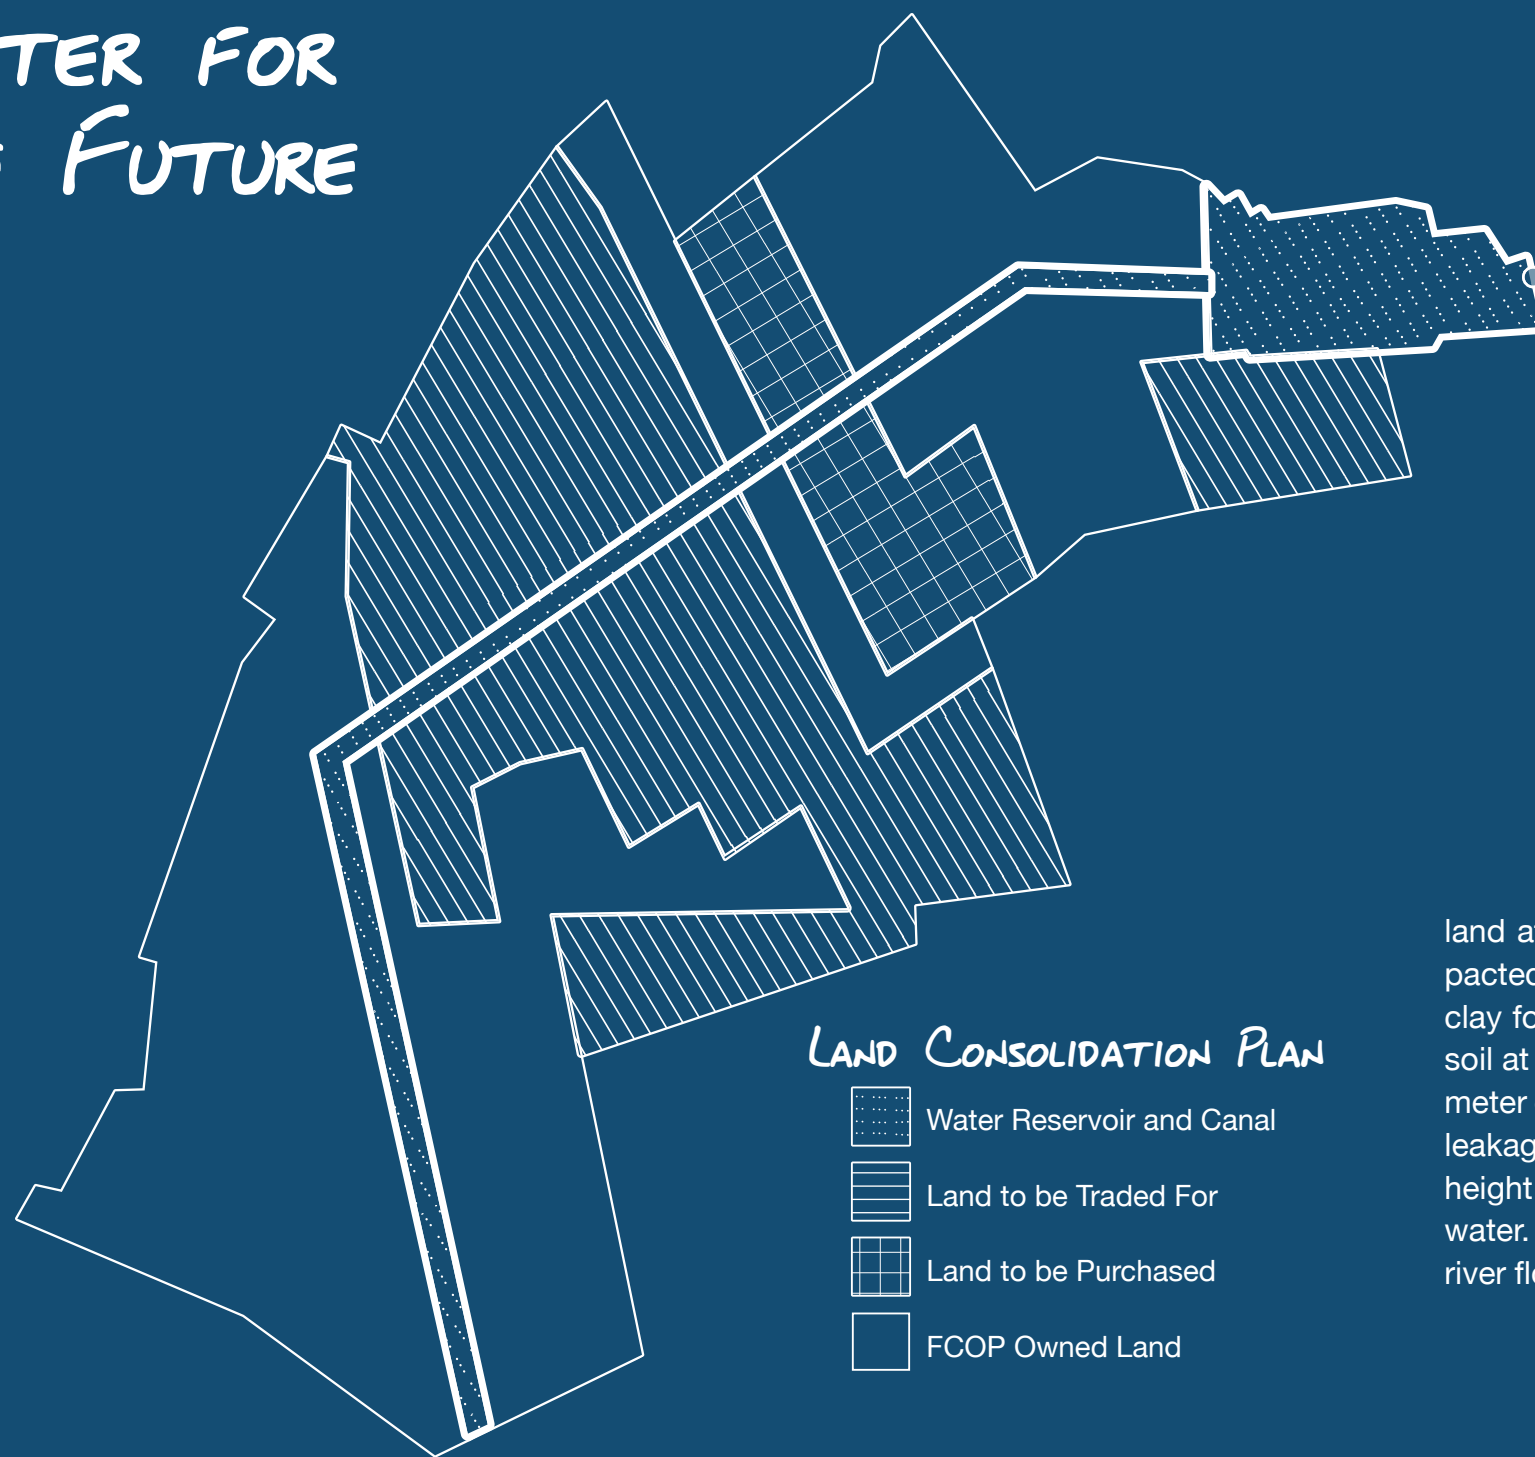 TER FOR
FUTURE
LAND CONSOLIDATION PLAN
Water Reservoir and Canal
Land to be Traded For
Land to be Purchased
FCOP Owned Land
land a
pacted
clay fo
soil at
meter
leakag
height
water.
river fl